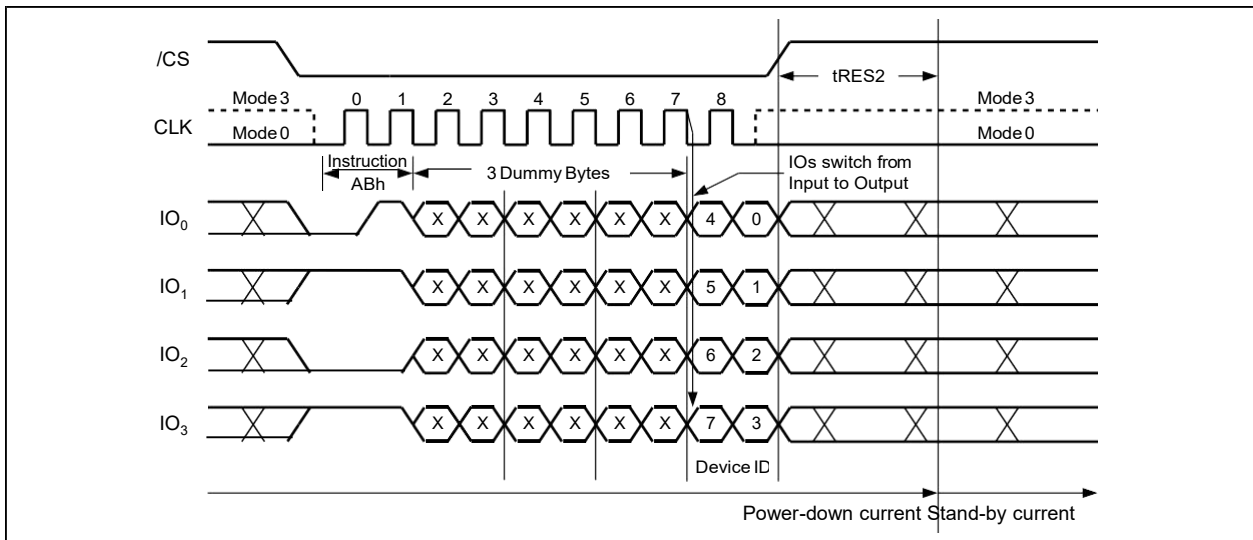 /CS
tRES2
Mode 3 0 1 2 3 4 5 6 7 8 Mode 3
CLK
Mode 0 Mode 0
Instruction
ABh
3 Dummy Bytes
IOs switch from
Input to Output
IO0 X X X X X X 4 0
IO1 X X X X X X 5 1
IO2 X X X X X X 6 2
IO3 X X X X X X 7 3
Device ID
Power-down current Stand-by current